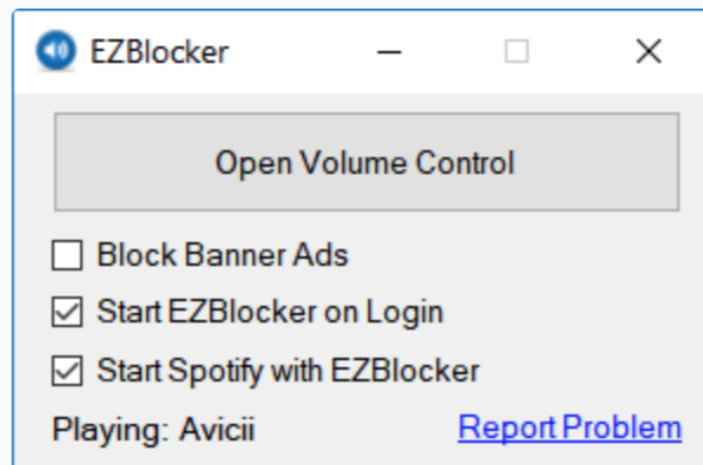 EZBlocker
Open Volume Control
Block Banner Ads
Start EZBlocker on Login
Start Spotify with EZBlocker
Playing: Avicii Report Problem